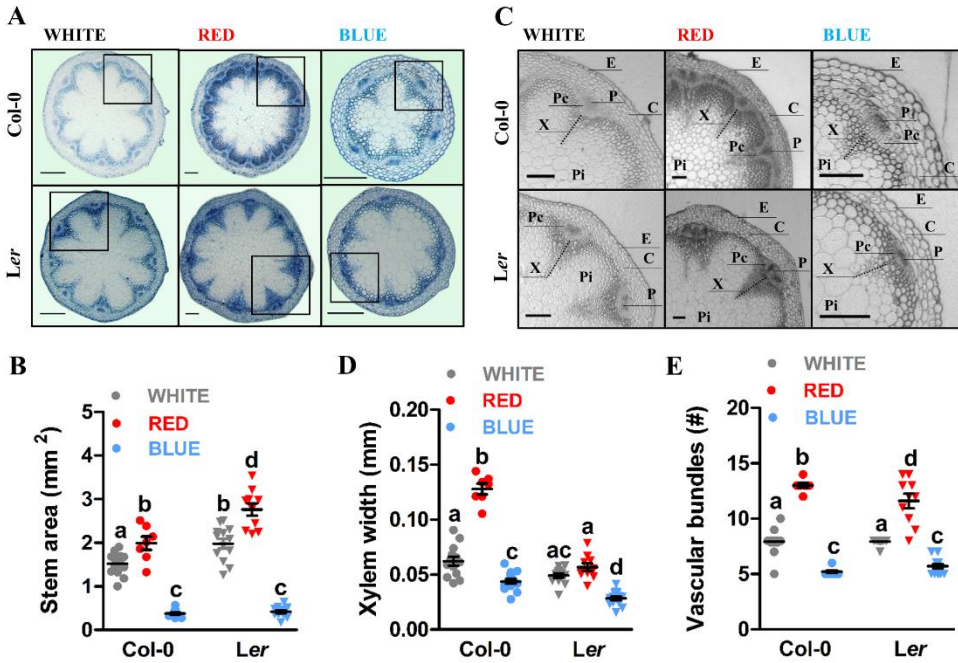 A
WHITE RED BLUE
Col-0
Ler
C
WHITE RED BLUE
Col-0
E
Pc
P
C
X
Pi
E
X
C
Pc
P
Pi
E
Pi
X
Pc
Pi
C
Ler
Pc
E
C
X
Pi
P
E
C
Pc
P
X
Pi
E
C
Pc
P
X
Pi
B
WHITE
RED
BLUE
Stem area (mm 2)
5
4
3
2
1
0
a b c b d c
Col-0 Ler
D
WHITE
RED
BLUE
Xylem width (mm)
0.20
0.15
0.10
0.05
0.00
a b c ac a d
Col-0 Ler
E
WHITE
RED
BLUE
Vascular bundles (#)
15
10
5
0
a b c a d c
Col-0 Ler